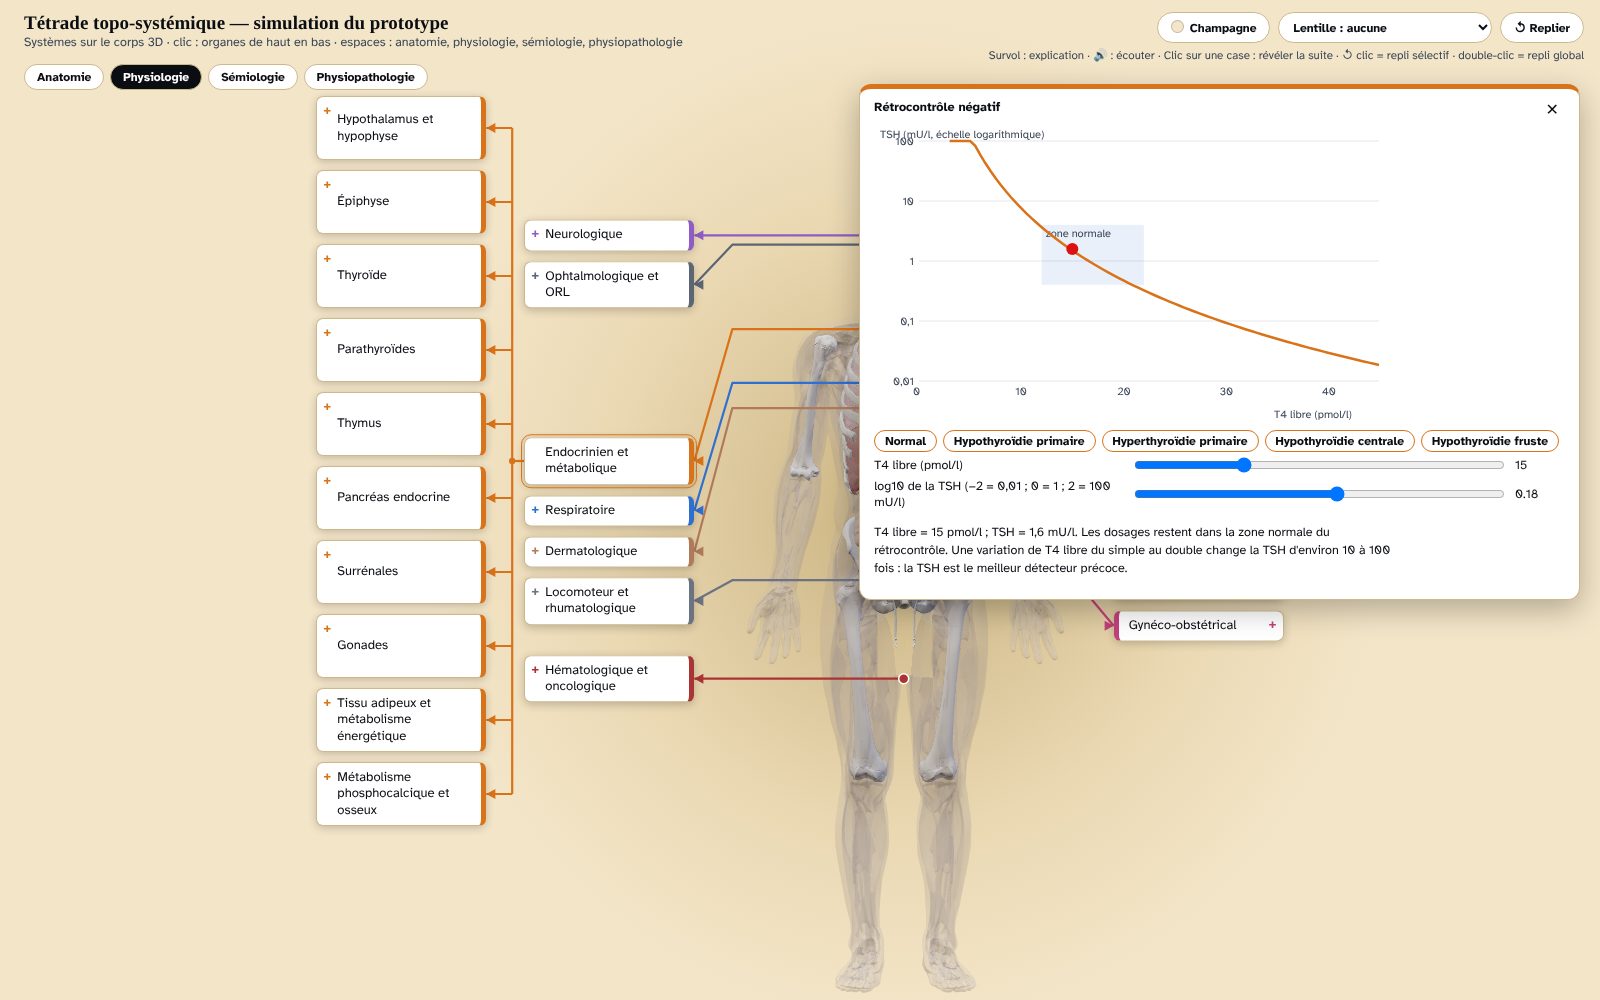 Tétrade topo-systémique — simulation du prototype
Systèmes sur le corps 3D · clic : organes de haut en bas · espaces : anatomie, physiologie, sémiologie, physiopathologie
Champagne
Lentille : aucune
↺ Replier
Survol : explication · 🔊 : écouter · Clic sur une case : révéler la suite · ↺ clic = repli sélectif · double-clic = repli global
Anatomie
Physiologie
Sémiologie
Physiopathologie
+ Hypothalamus et
hypophyse
+ Épiphyse
+ Thyroïde
+ Parathyroïdes
+ Thymus
+ Pancréas endocrine
+ Surrénales
+ Gonades
+ Tissu adipeux et
métabolisme
énergétique
+ Métabolisme
phosphocalcique et
osseux
+ Neurologique
+ Ophtalmologique et
ORL
Endocrinien et
métabolique
+ Respiratoire
+ Dermatologique
+ Locomoteur et
rhumatologique
+ Hématologique et
oncologique
Rétrocontrôle négatif
✕
TSH (mU/l, échelle logarithmique)
100
10
zone normale
1
0,1
0,01
0 10 20 30 40
T4 libre (pmol/l)
Normal
Hypothyroïdie primaire
Hyperthyroïdie primaire
Hypothyroïdie centrale
Hypothyroïdie fruste
T4 libre (pmol/l) 15
log10 de la TSH (−2 = 0,01 ; 0 = 1 ; 2 = 100
mU/l)
0.18
T4 libre = 15 pmol/l ; TSH = 1,6 mU/l. Les dosages restent dans la zone normale du
rétrocontrôle. Une variation de T4 libre du simple au double change la TSH d'environ 10 à 100
fois : la TSH est le meilleur détecteur précoce.
Gynéco-obstétrical +